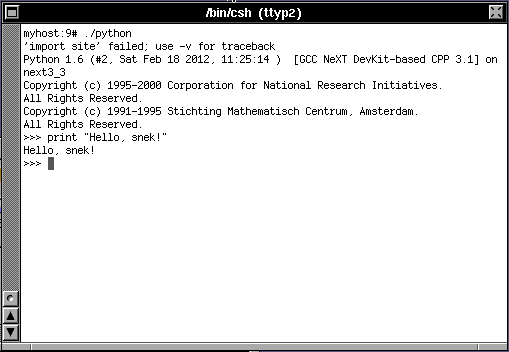 /bin/csh (ttyp2)
myhost:9# ./python
'import site' failed; use -v for traceback
Python 1.6 (#2, Sat Feb 18 2012, 11:25:14 )  [GCC NeXT DevKit-based CPP 3.1] on
next3_3
Copyright (c) 1995-2000 Corporation for National Research Initiatives.
All Rights Reserved.
Copyright (c) 1991-1995 Stichting Mathematisch Centrum, Amsterdam.
All Rights Reserved.
>>> print "Hello, snek!"
Hello, snek!
>>>